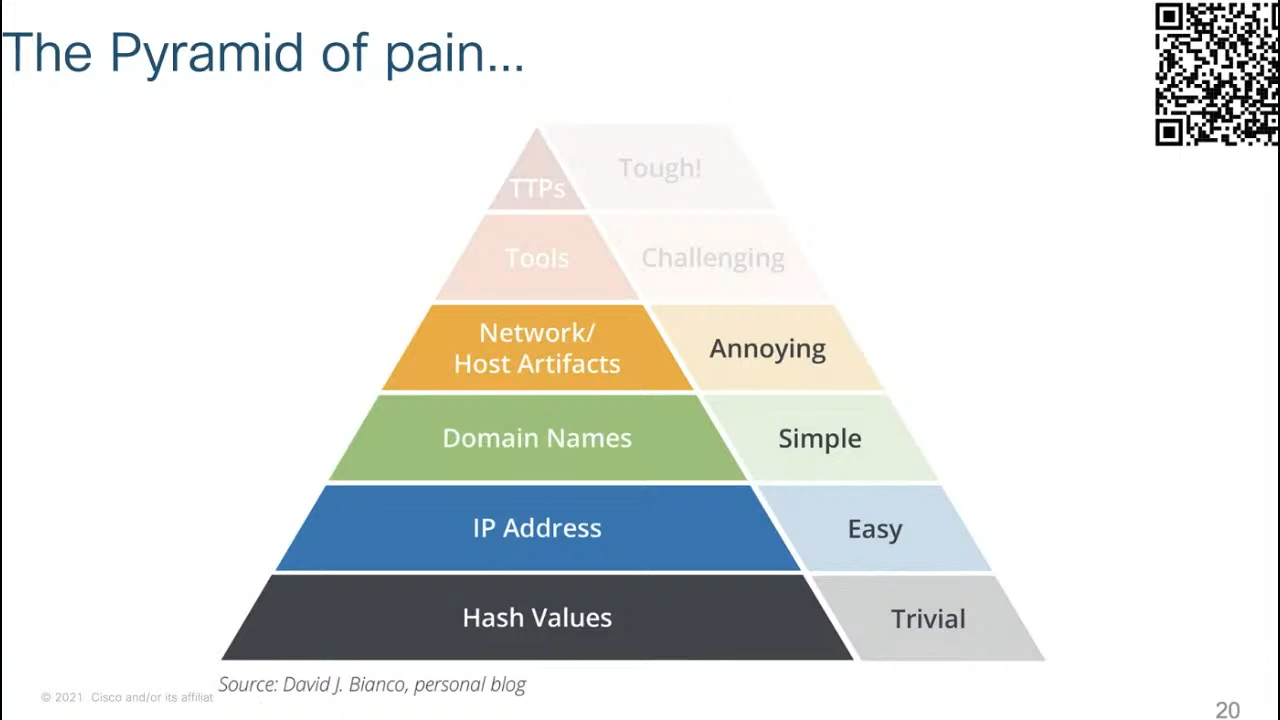 The Pyramid of pain...
TTPs
Tough!
Tools
Challenging
Network/
Host Artifacts
Annoying
Domain Names
Simple
IP Address
Easy
Hash Values
Trivial
Source: David J. Bianco, personal blog
© 2021 Cisco and/or its affiliat
20